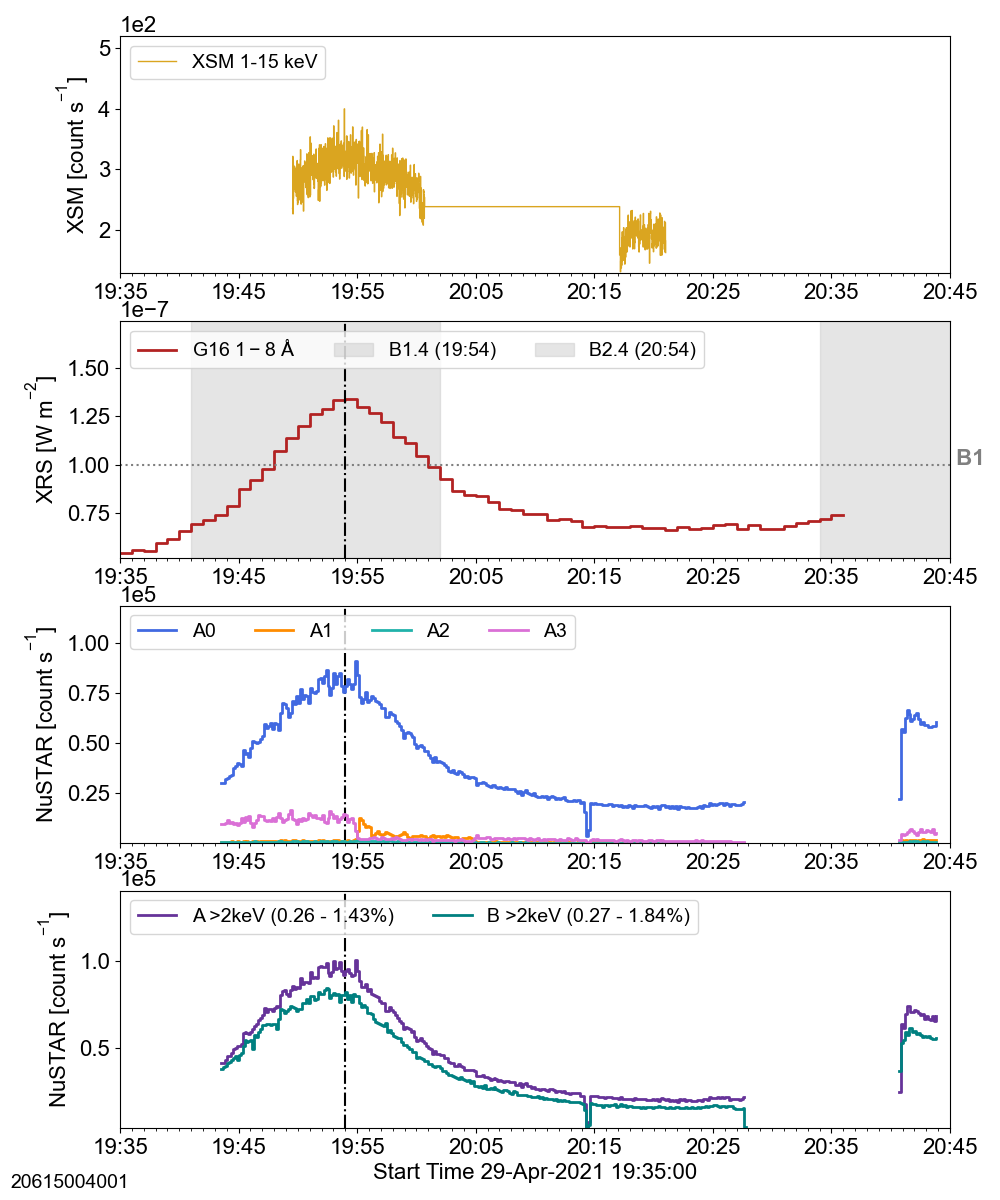 1e2
XSM 1-15 keV
XSM [count s−1]
5
4
3
2
19:35 19:45 19:55 20:05 20:15 20:25 20:35 20:45
1e−7
G16 1 − 8 Å B1.4 (19:54) B2.4 (20:54)
XRS [W m−2]
1.50
1.25
1.00
0.75
B1
19:35 19:45 19:55 20:05 20:15 20:25 20:35 20:45
1e5
A0 A1 A2 A3
NuSTAR [count s−1]
1.00
0.75
0.50
0.25
19:35 19:45 19:55 20:05 20:15 20:25 20:35 20:45
1e5
A >2keV (0.26 - 1.43%) B >2keV (0.27 - 1.84%)
NuSTAR [count s−1]
1.0
0.5
19:35 19:45 19:55 20:05 20:15 20:25 20:35 20:45
Start Time 29-Apr-2021 19:35:00
20615004001